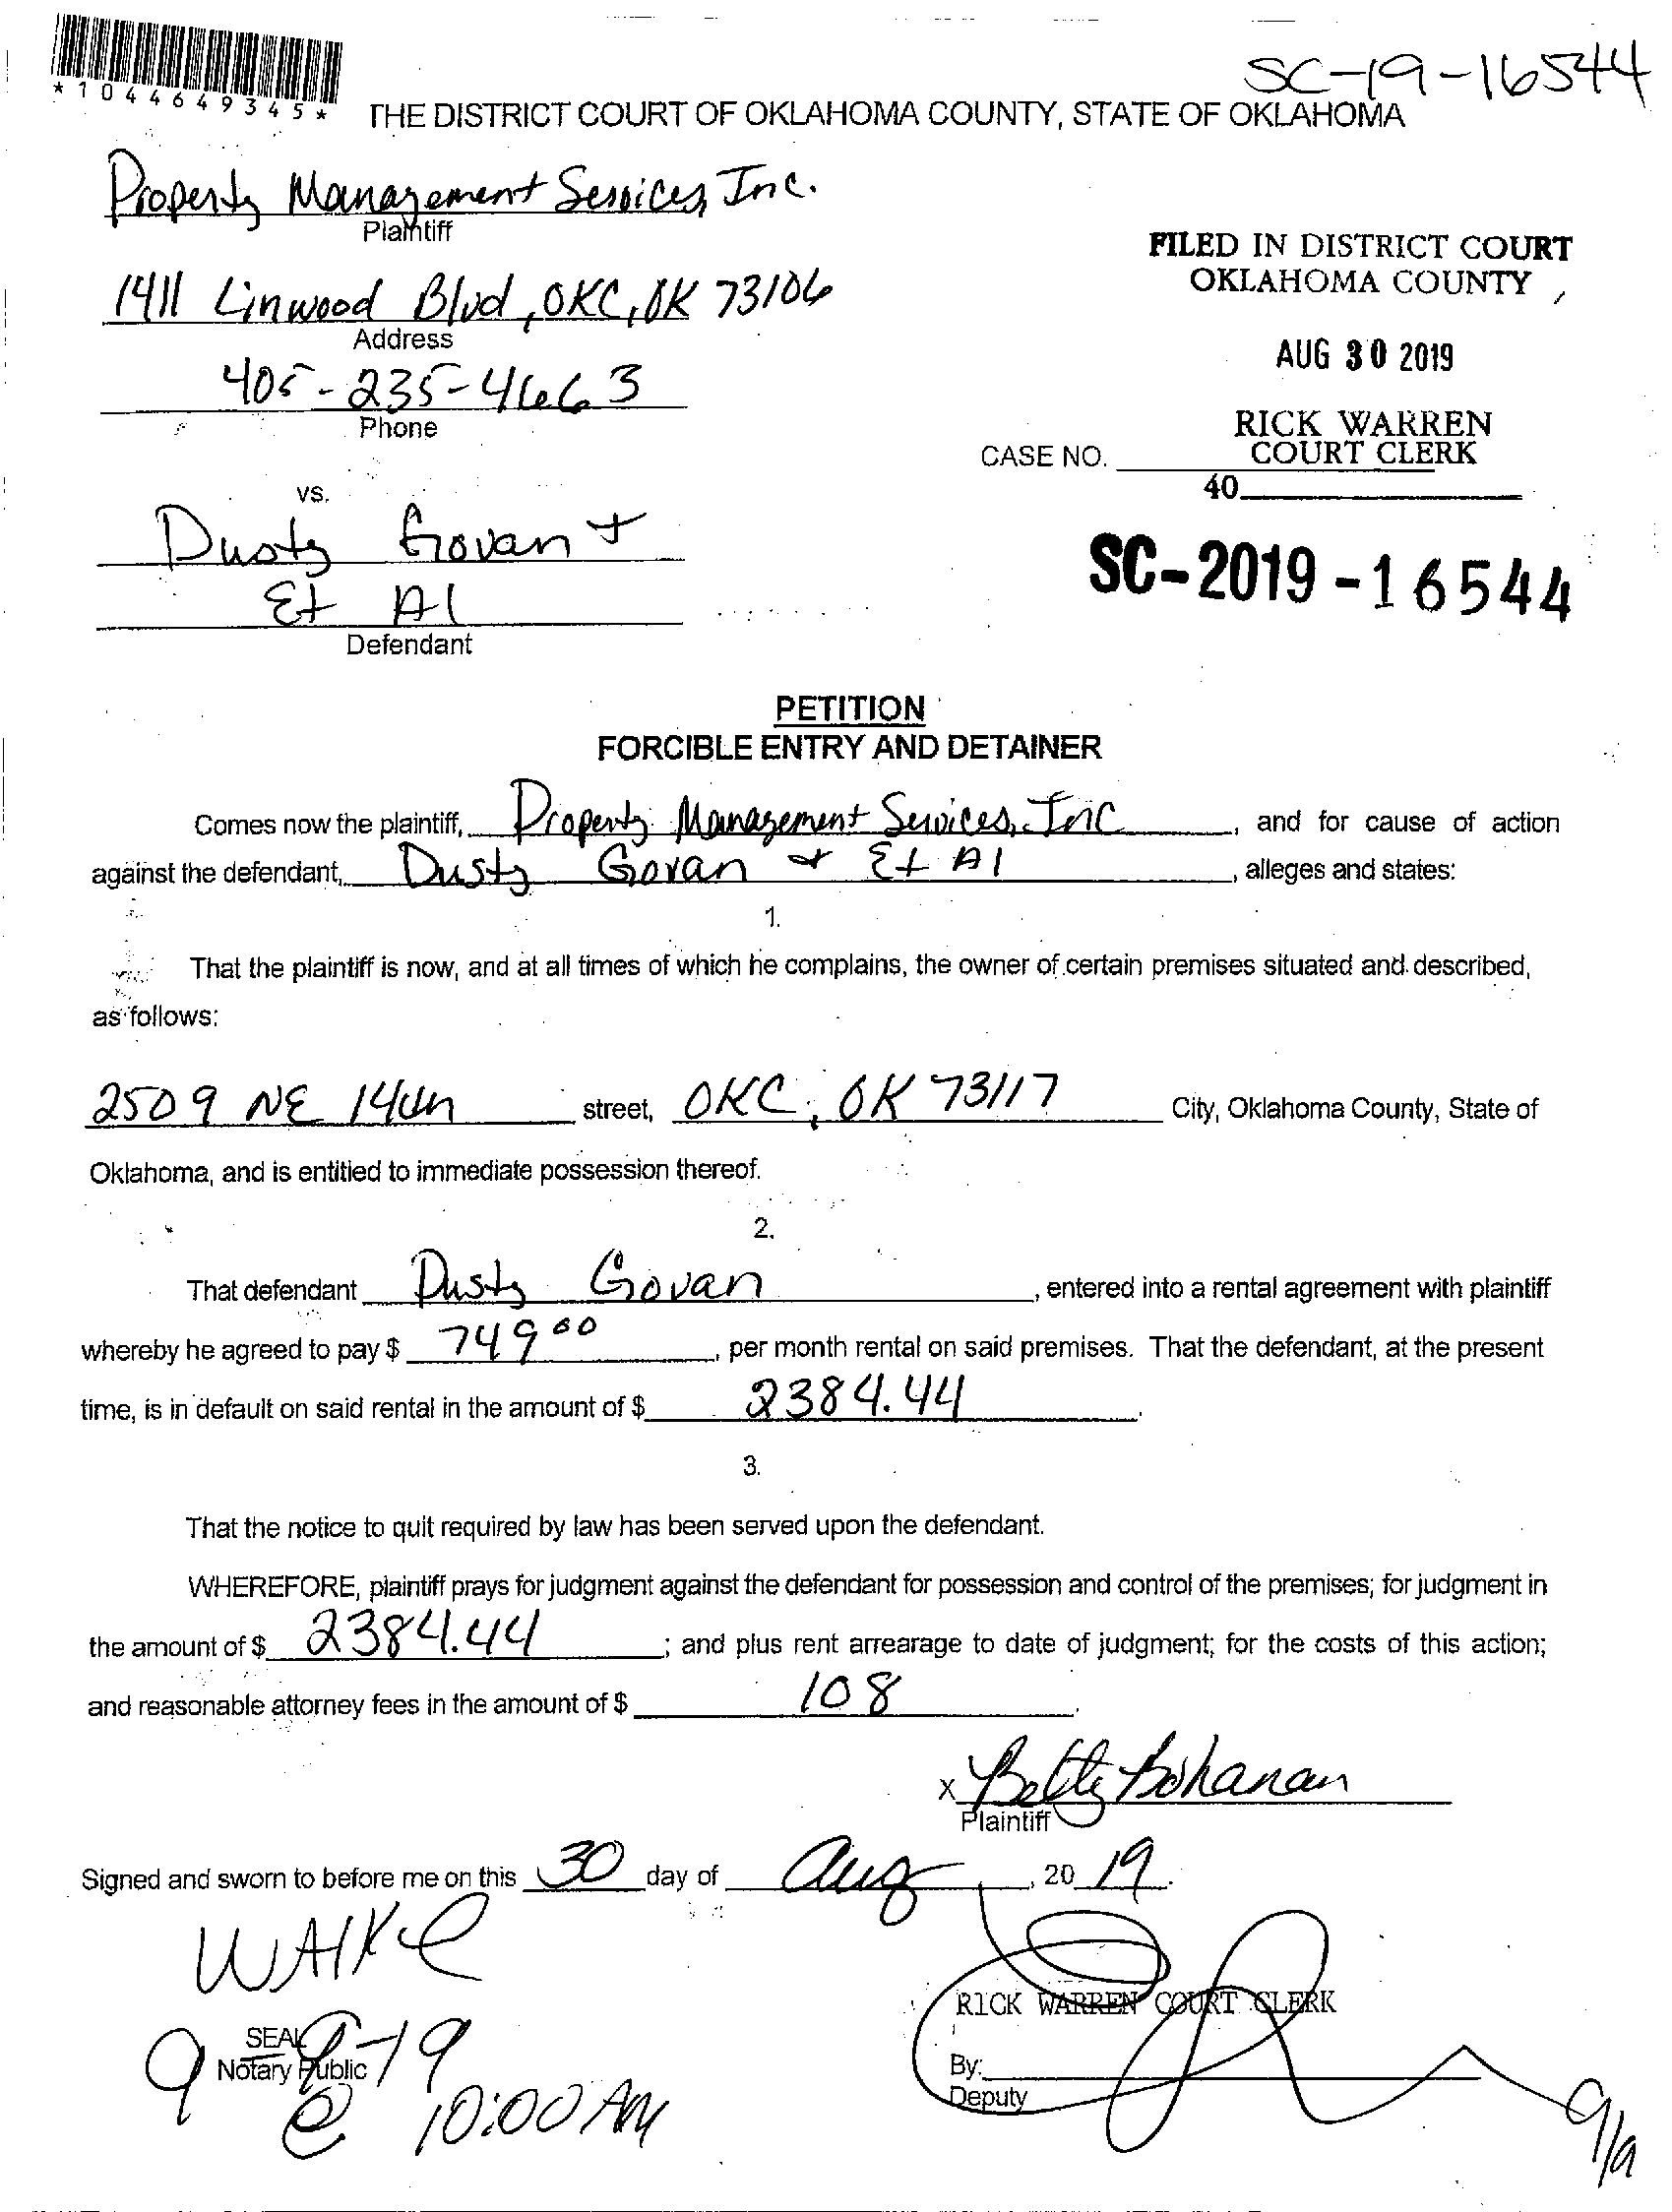 SC-19-16544
*1044649345*
THE DISTRICT COURT OF OKLAHOMA COUNTY, STATE OF OKLAHOMA
Property Management Services, Inc.
Plaintiff
FILED IN DISTRICT COURT
OKLAHOMA COUNTY
1411 Linwood Blvd, OKC, OK 73106
Address
AUG 30 2019
405-235-4663
Phone
RICK WARREN
COURT CLERK
CASE NO.
40
vs.
Dusty Govan +
Et Al
Defendant
SC-2019-16544
PETITION
FORCIBLE ENTRY AND DETAINER
Comes now the plaintiff, Property Management Services, Inc, and for cause of action
against the defendant, Dusty Govan + Et Al, alleges and states:
1.
That the plaintiff is now, and at all times of which he complains, the owner of certain premises situated and described,
as follows:
2509 NE 14th street, OKC, OK 73117 City, Oklahoma County, State of
Oklahoma, and is entitled to immediate possession thereof.
2.
That defendant Dusty Govan, entered into a rental agreement with plaintiff
whereby he agreed to pay $ 749 00, per month rental on said premises. That the defendant, at the present
time, is in default on said rental in the amount of $ 2384.44.
3.
That the notice to quit required by law has been served upon the defendant.
WHEREFORE, plaintiff prays for judgment against the defendant for possession and control of the premises; for judgment in
the amount of $ 2384.44; and plus rent arrearage to date of judgment; for the costs of this action;
and reasonable attorney fees in the amount of $ 108.
x Betty Bohanan
Plaintiff
Signed and sworn to before me on this 30 day of Aug, 20 19.
RICK WARREN COURT CLERK
SEAL
Notary Public
9-9-19
@ 10:00 AM
By:
Deputy
9/9